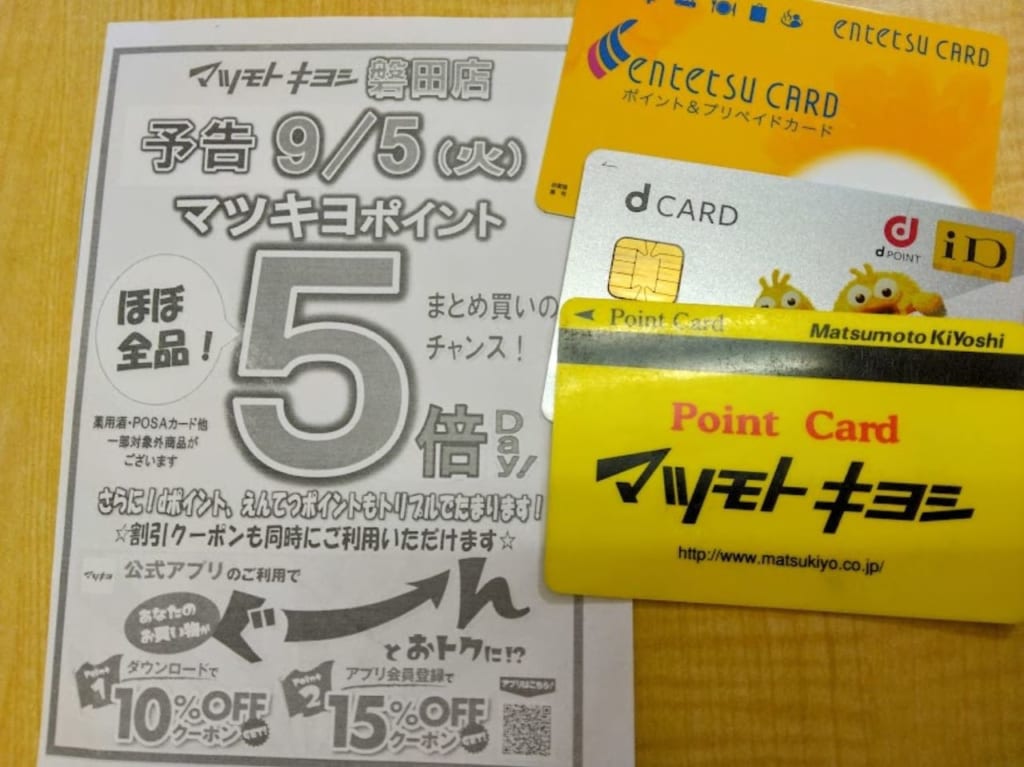 マツモトキヨシ 磐田店
予告 9/5(火)
マツキヨポイント
ほぼ
全品!
5
倍
Day!
まとめ買いの
チャンス!
薬用酒・POSAカード他
一部対象外商品が
ございます
さらに!dポイント、えんてつポイントもトリプルでたまります!
☆割引クーポンも同時にご利用いただけます☆
マツキヨ 公式アプリのご利用で
あなたの
お買い物が
ぐーん
とおトクに!?
Point 1
ダウンロードで
10%OFF
クーポン GET!
Point 2
アプリ会員登録で
15%OFF
クーポン GET!
アプリはこちら!
entetsu CARD
entetsu CARD
ポイント&プリペイドカード
d CARD
d POINT
iD
Point Card
Matsumoto KiYoshi
Point Card
マツモトキヨシ
http://www.matsukiyo.co.jp/